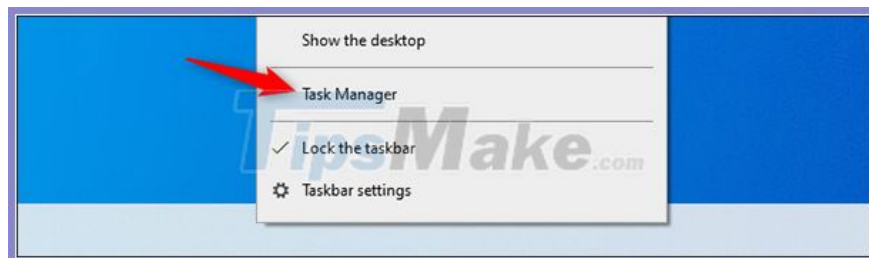 Show the desktop
Task Manager
TipsMake.com
Lock the taskbar
Taskbar settings